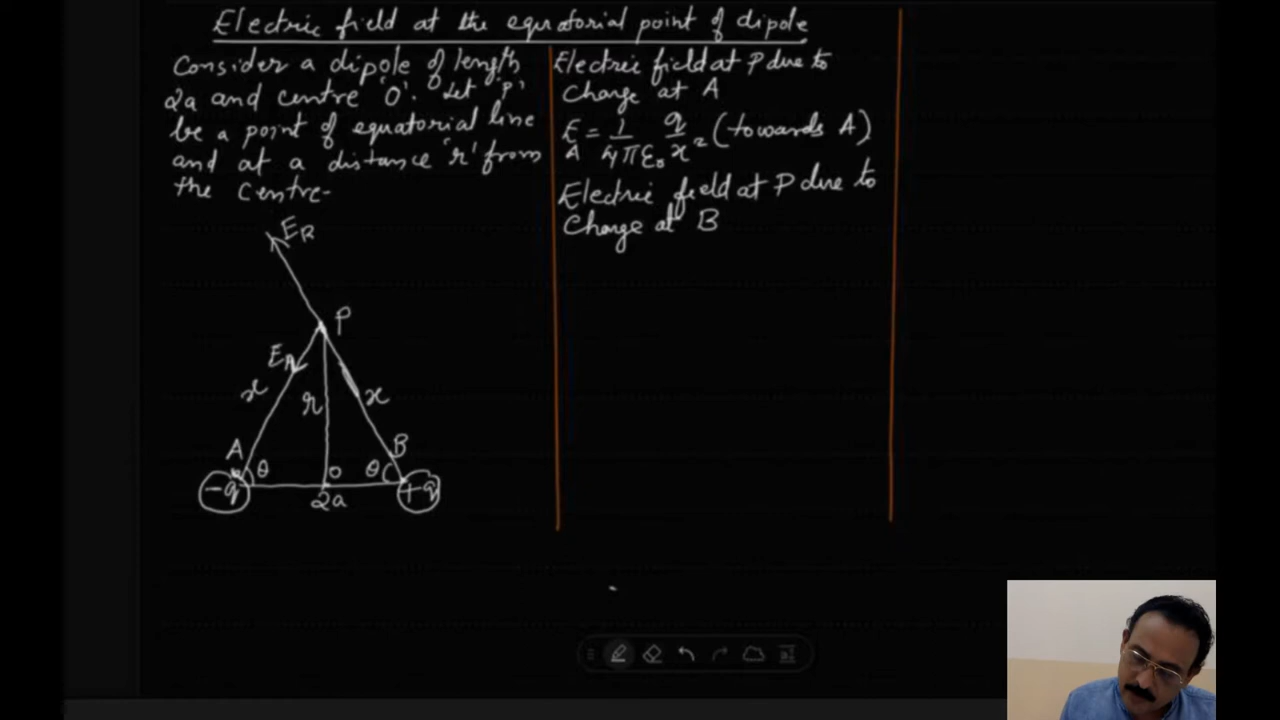 Electric field at the equatorial point of dipole
Consider a dipole of length
2a and centre 'O'. Let 'P'
be a point of equatorial line
and at a distance 'r' from
the centre-
E_B
P
E_A
x
r
x
A
B
θ
O
θ
-q
2a
+q
Electric field at P due to
Charge at A
E_A = 1/4πε₀ q/x² (towards A)
Electric field at P due to
Charge at B